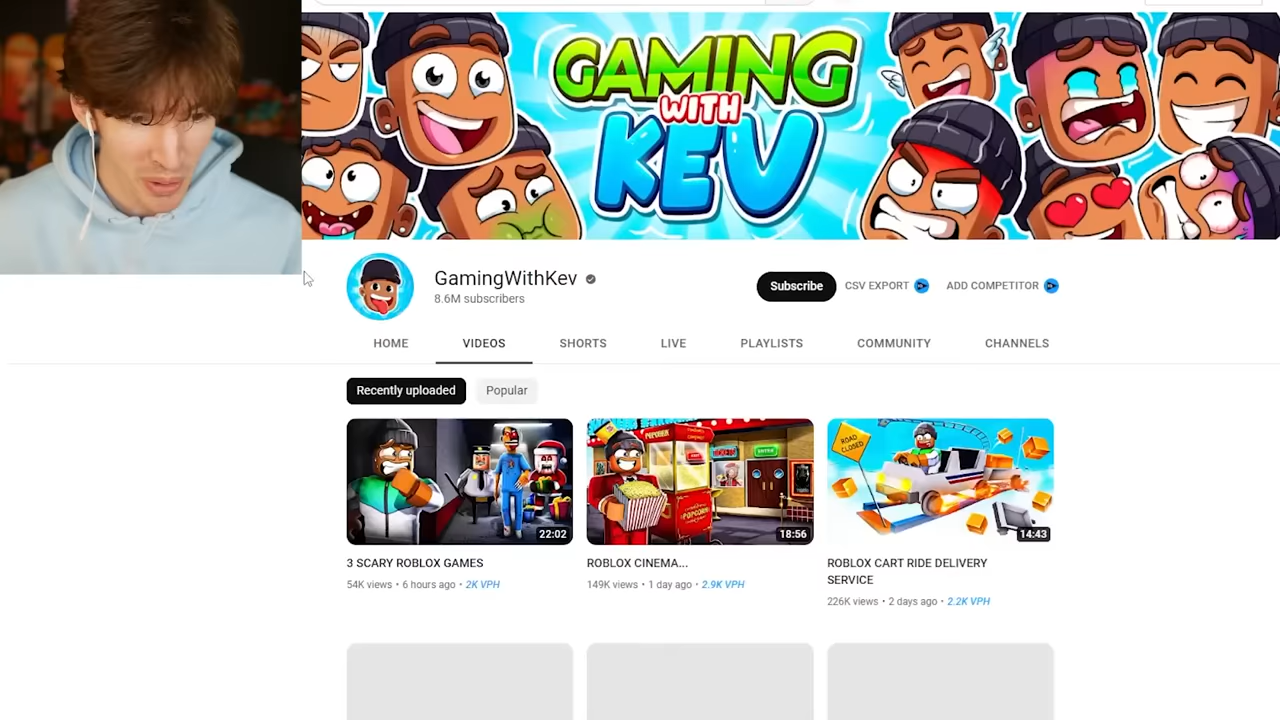 GAMING
WITH
KEV
GamingWithKev
8.6M subscribers
Subscribe
CSV EXPORT
ADD COMPETITOR
HOME
VIDEOS
SHORTS
LIVE
PLAYLISTS
COMMUNITY
CHANNELS
Recently uploaded
Popular
22:02
POPCORN
POPCORN
18:56
ROAD
CLOSED
14:43
3 SCARY ROBLOX GAMES
54K views • 6 hours ago • 2K VPH
ROBLOX CINEMA...
149K views • 1 day ago • 2.9K VPH
ROBLOX CART RIDE DELIVERY
SERVICE
226K views • 2 days ago • 2.2K VPH